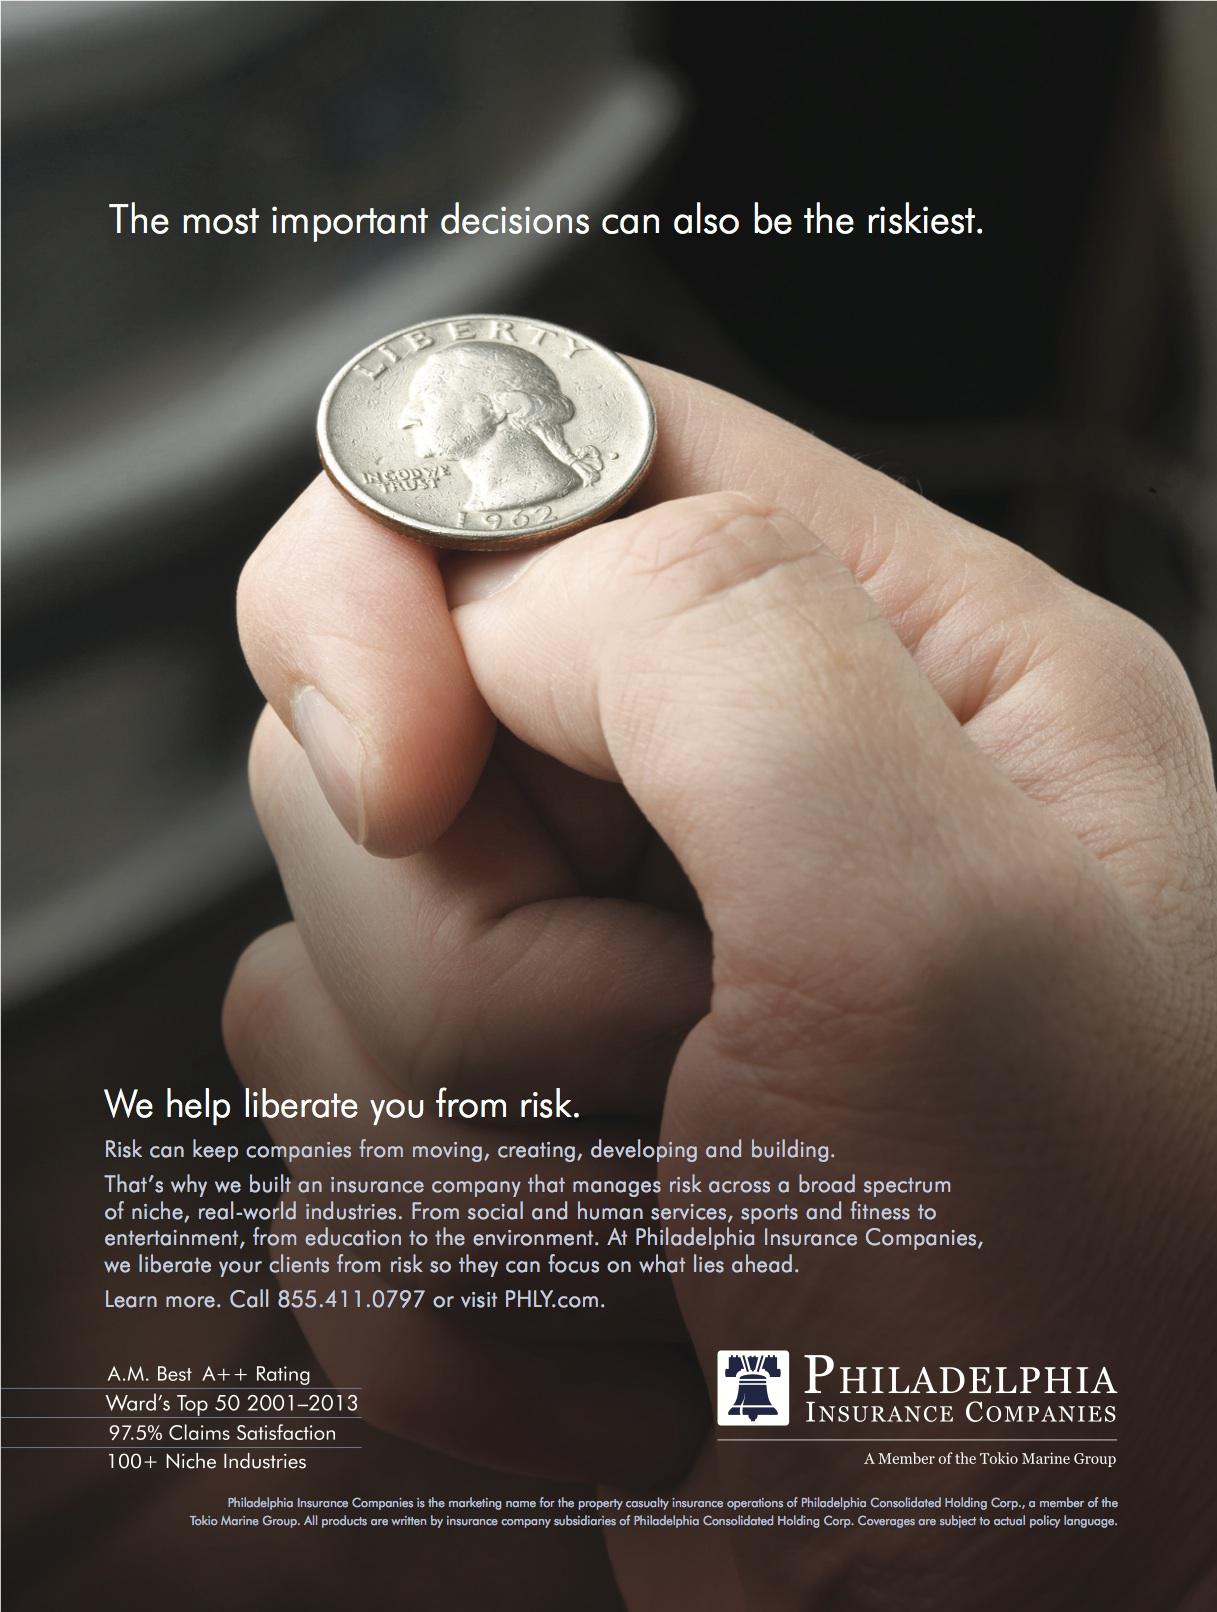 The most important decisions can also be the riskiest.
LIBERTY
IN GOD WE
TRUST
1962
We help liberate you from risk.
Risk can keep companies from moving, creating, developing and building.
That's why we built an insurance company that manages risk across a broad spectrum
of niche, real-world industries. From social and human services, sports and fitness to
entertainment, from education to the environment. At Philadelphia Insurance Companies,
we liberate your clients from risk so they can focus on what lies ahead.
Learn more. Call 855.411.0797 or visit PHLY.com.
A.M. Best A++ Rating
Ward's Top 50 2001–2013
97.5% Claims Satisfaction
100+ Niche Industries
PHILADELPHIA
INSURANCE COMPANIES
A Member of the Tokio Marine Group
Philadelphia Insurance Companies is the marketing name for the property casualty insurance operations of Philadelphia Consolidated Holding Corp., a member of the
Tokio Marine Group. All products are written by insurance company subsidiaries of Philadelphia Consolidated Holding Corp. Coverages are subject to actual policy language.